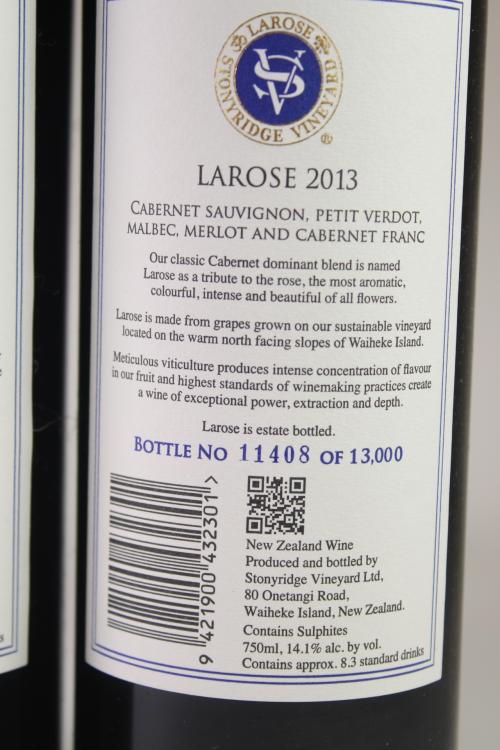 LAROSE
STONYRIDGE VINEYARD
SV
®
LAROSE 2013
CABERNET SAUVIGNON, PETIT VERDOT,
MALBEC, MERLOT AND CABERNET FRANC
Our classic Cabernet dominant blend is named
Larose as a tribute to the rose, the most aromatic,
colourful, intense and beautiful of all flowers.
Larose is made from grapes grown on our sustainable vineyard
located on the warm north facing slopes of Waiheke Island.
Meticulous viticulture produces intense concentration of flavour
in our fruit and highest standards of winemaking practices create
a wine of exceptional power, extraction and depth.
Larose is estate bottled.
BOTTLE NO 11408 OF 13,000
9 421900 432301 >
New Zealand Wine
Produced and bottled by
Stonyridge Vineyard Ltd,
80 Onetangi Road,
Waiheke Island, New Zealand.
Contains Sulphites
750ml, 14.1% alc. by vol.
Contains approx. 8.3 standard drinks